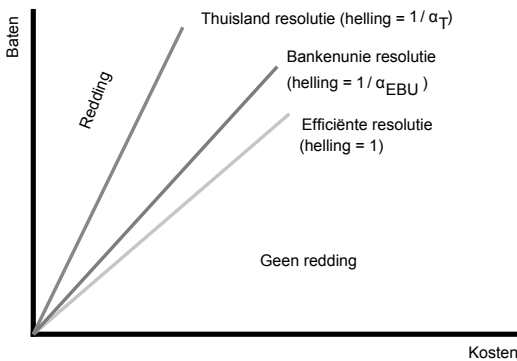 Baten
Thuisland resolutie (helling = 1 / αT)
Redding
Bankenunie resolutie
(helling = 1 / αEBU )
Efficiënte resolutie
(helling = 1)
Geen redding
Kosten